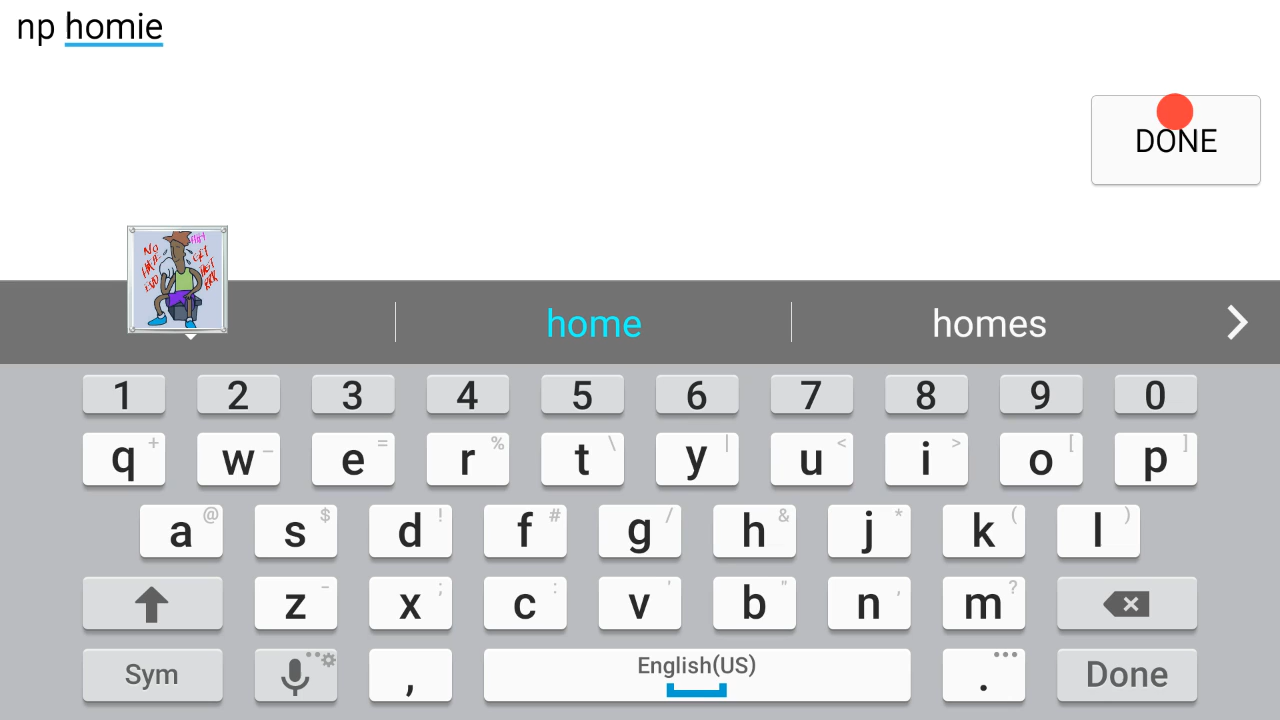 np homie
DONE
home
homes
1 2 3 4 5 6 7 8 9 0
q + w _ e = r % t \ y | u < i > o [ p ]
a @ s $ d ! f # g / h & j * k ( l )
z - x ; c : v ' b " n , m ?
Sym , English(US) . Done